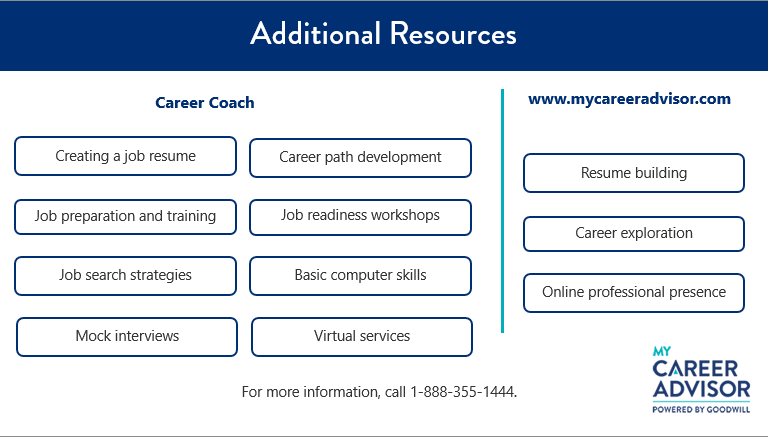 Additional Resources
Career Coach
Creating a job resume
Career path development
Job preparation and training
Job readiness workshops
Job search strategies
Basic computer skills
Mock interviews
Virtual services
www.mycareeradvisor.com
Resume building
Career exploration
Online professional presence
For more information, call 1-888-355-1444.
MY
CAREER
ADVISOR
POWERED BY GOODWILL